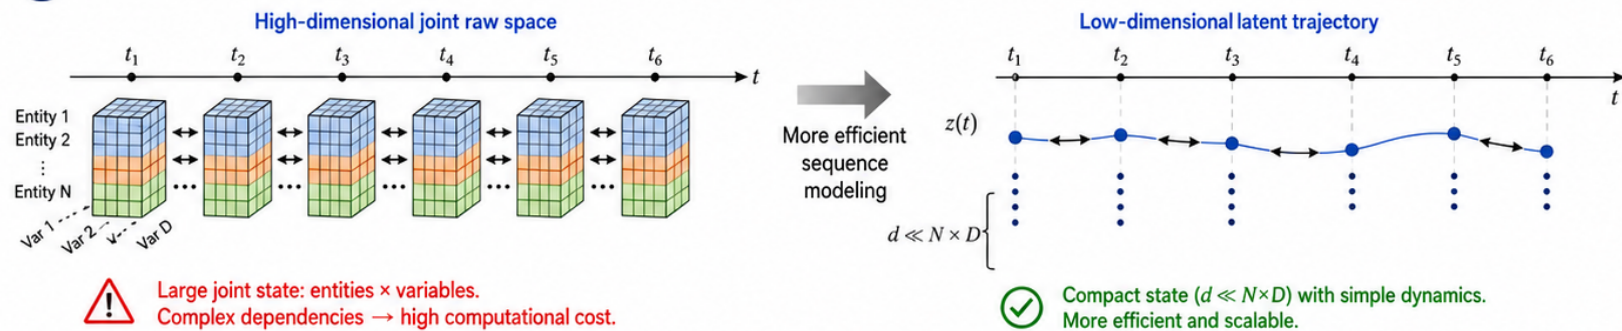 High-dimensional joint raw space
t₁ t₂ t₃ t₄ t₅ t₆ t
Entity 1
Entity 2
⋮
Entity N
Var 1 Var 2 Var D
... ... ... ... ...
⚠ Large joint state: entities × variables.
Complex dependencies → high computational cost.
More efficient
sequence
modeling
Low-dimensional latent trajectory
t₁ t₂ t₃ t₄ t₅ t₆
t
z(t)
d ≪ N × D
Compact state (d ≪ N×D) with simple dynamics.
More efficient and scalable.